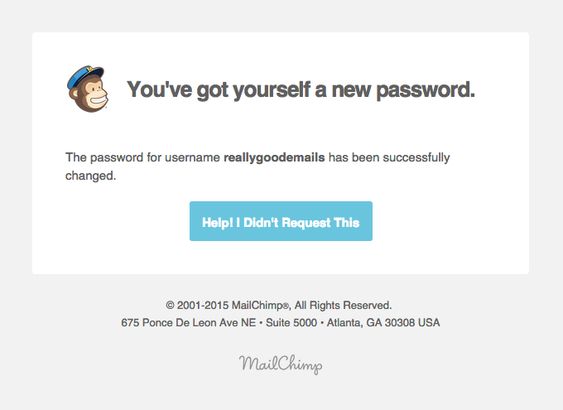 You've got yourself a new password.
The password for username reallygoodemails has been successfully
changed.
Help! I Didn't Request This
© 2001-2015 MailChimp®, All Rights Reserved.
675 Ponce De Leon Ave NE • Suite 5000 • Atlanta, GA 30308 USA
MailChimp